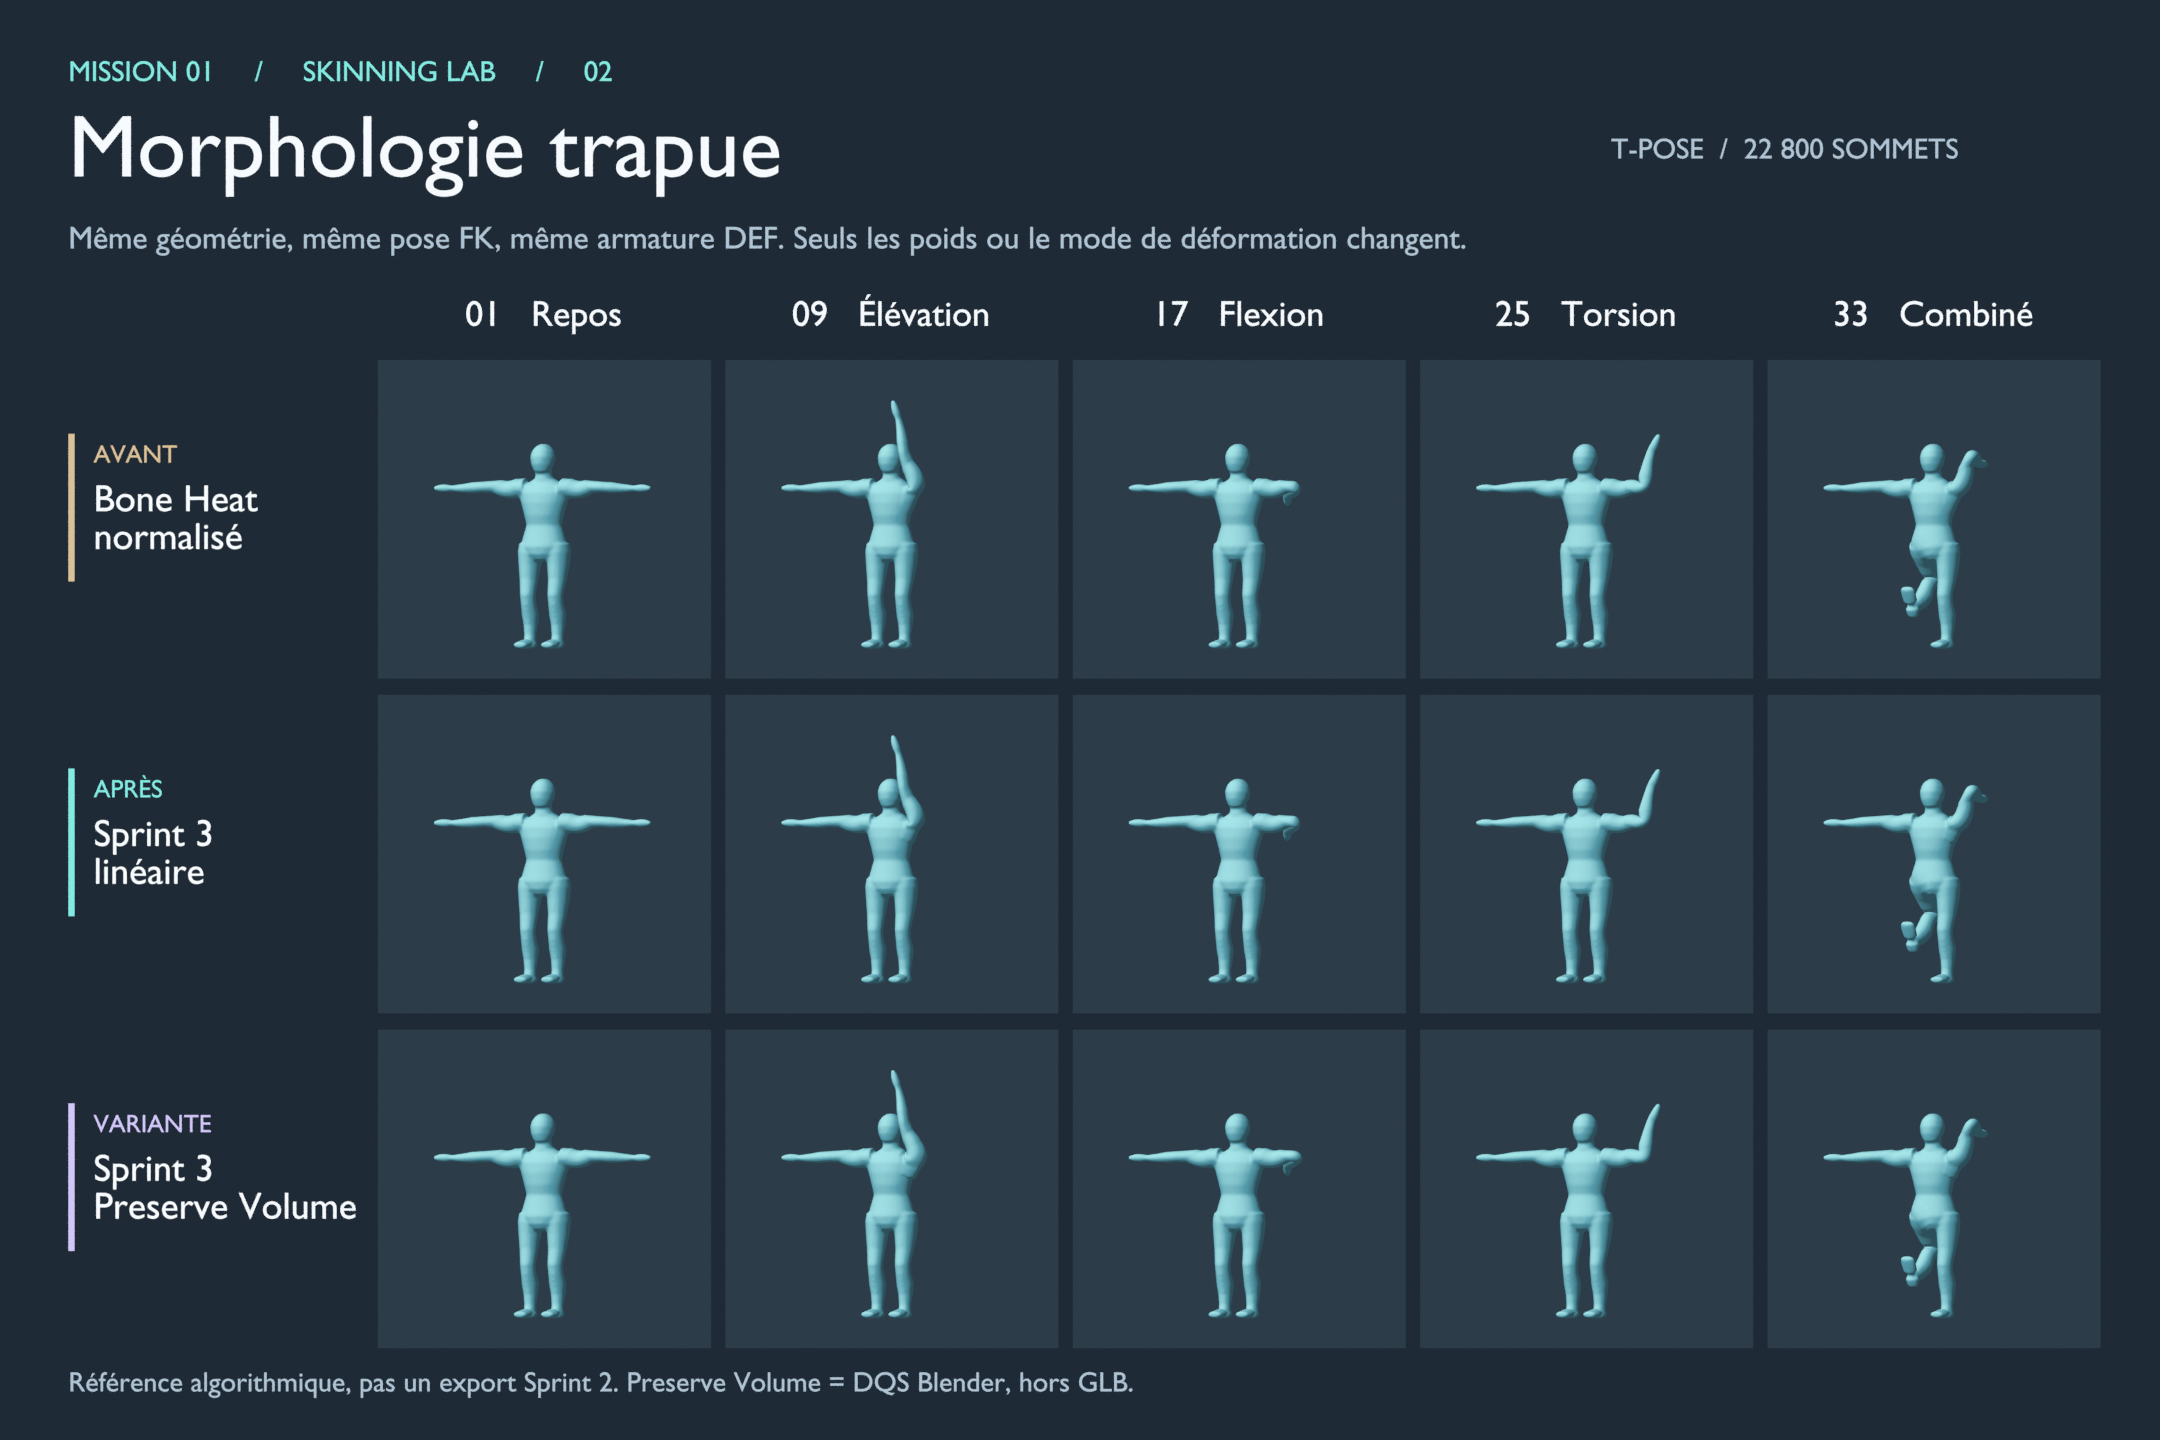 MISSION 01 / SKINNING LAB / 02
Morphologie trapue
T-POSE / 22 800 SOMMETS
Même géométrie, même pose FK, même armature DEF. Seuls les poids ou le mode de déformation changent.
01 Repos
09 Élévation
17 Flexion
25 Torsion
33 Combiné
AVANT
Bone Heat
normalisé
APRÈS
Sprint 3
linéaire
VARIANTE
Sprint 3
Preserve Volume
Référence algorithmique, pas un export Sprint 2. Preserve Volume = DQS Blender, hors GLB.